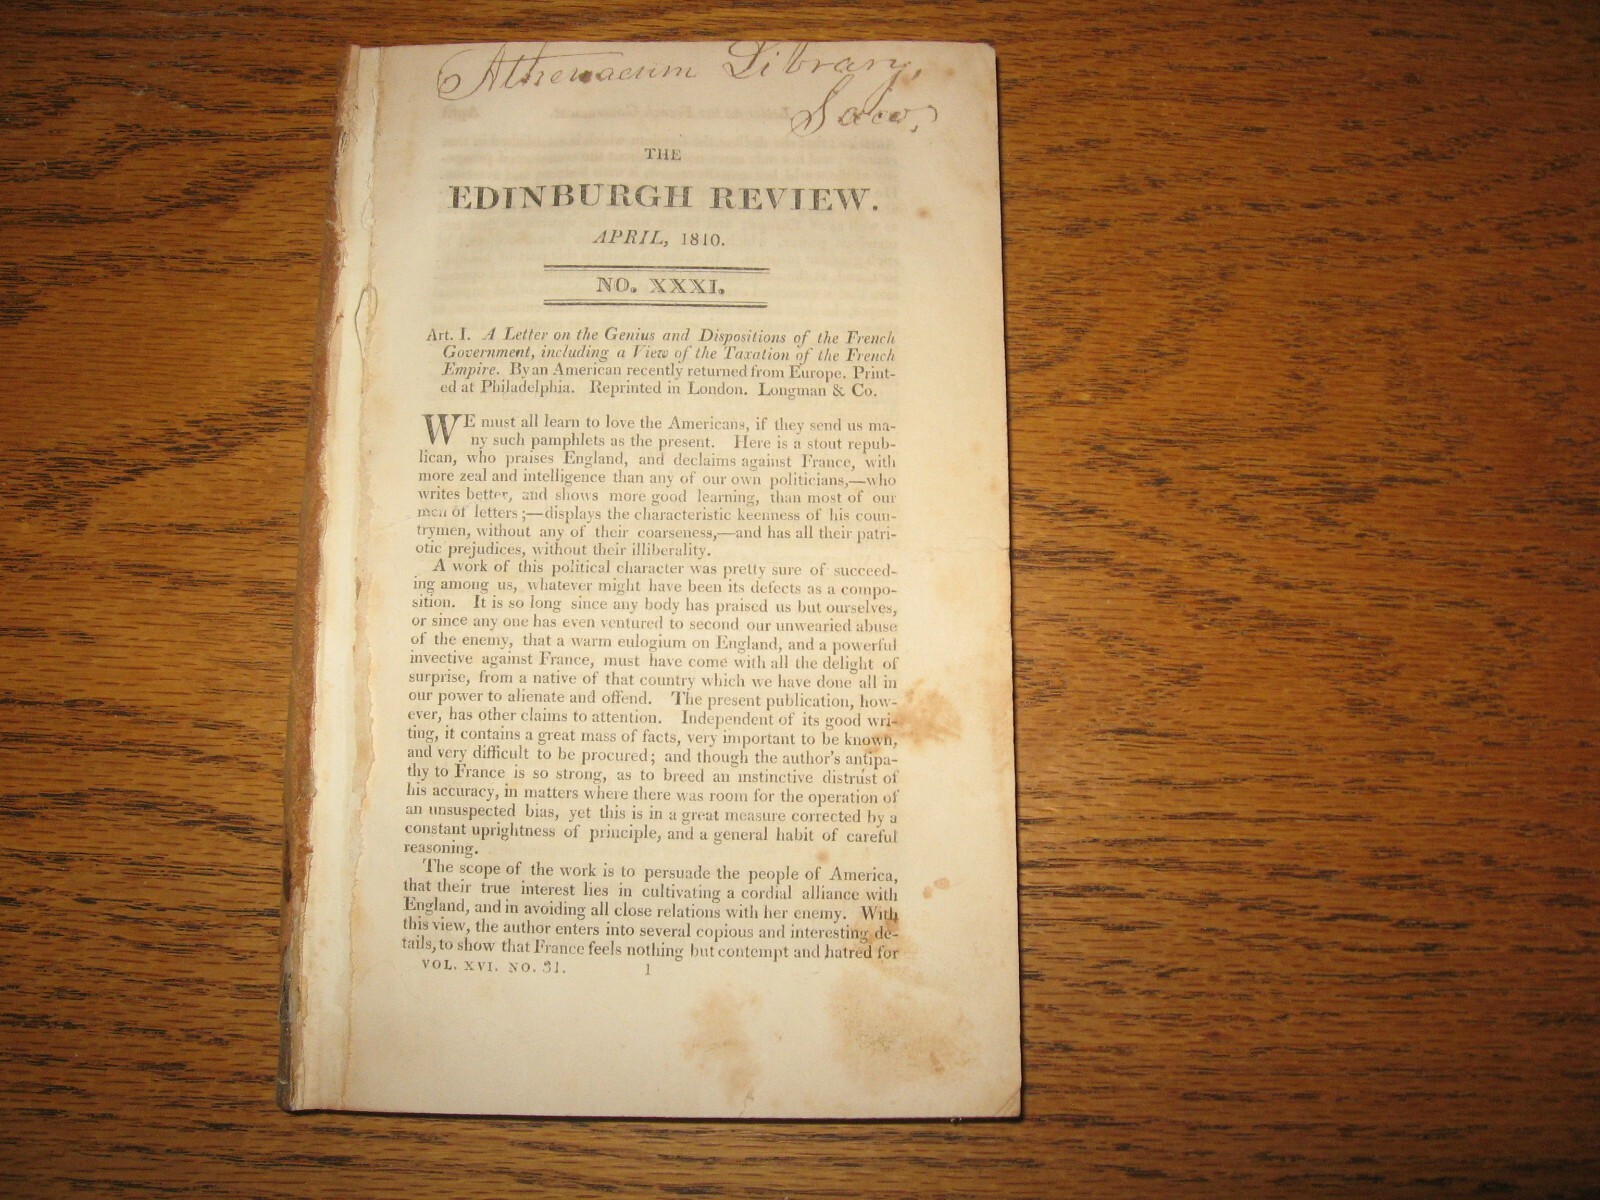 Athenaeum Library,
Saco.
THE
EDINBURGH REVIEW.
APRIL, 1810.
NO. XXXI.
Art. I. A Letter on the Genius and Dispositions of the French
Government, including a View of the Taxation of the French
Empire. By an American recently returned from Europe. Print-
ed at Philadelphia. Reprinted in London. Longman & Co.
WE must all learn to love the Americans, if they send us ma-
ny such pamphlets as the present. Here is a stout repub-
lican, who praises England, and declaims against France, with
more zeal and intelligence than any of our own politicians,—who
writes better, and shows more good learning, than most of our
men of letters;—displays the characteristic keenness of his coun-
trymen, without any of their coarseness,—and has all their patri-
otic prejudices, without their illiberality.
A work of this political character was pretty sure of succeed-
ing among us, whatever might have been its defects as a compo-
sition. It is so long since any body has praised us but ourselves,
or since any one has even ventured to second our unwearied abuse
of the enemy, that a warm eulogium on England, and a powerful
invective against France, must have come with all the delight of
surprise, from a native of that country which we have done all in
our power to alienate and offend. The present publication, how-
ever, has other claims to attention. Independent of its good wri-
ting, it contains a great mass of facts, very important to be known,
and very difficult to be procured; and though the author's antipa-
thy to France is so strong, as to breed an instinctive distrust of
his accuracy, in matters where there was room for the operation of
an unsuspected bias, yet this is in a great measure corrected by a
constant uprightness of principle, and a general habit of careful
reasoning.
The scope of the work is to persuade the people of America,
that their true interest lies in cultivating a cordial alliance with
England, and in avoiding all close relations with her enemy. With
this view, the author enters into several copious and interesting de-
tails, to show that France feels nothing but contempt and hatred for
VOL. XVI. NO. 31. 1